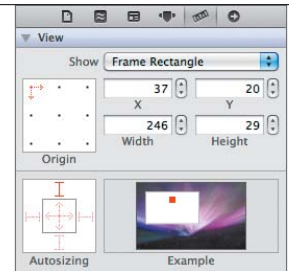 View
Show Frame Rectangle
37 20
X Y
246 29
Width Height
Origin
Autosizing Example